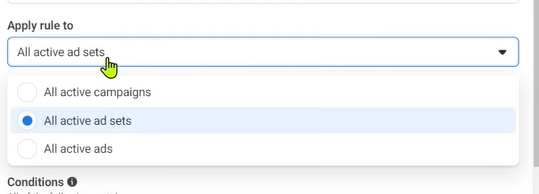 Apply rule to
All active ad sets
All active campaigns
All active ad sets
All active ads
Conditions